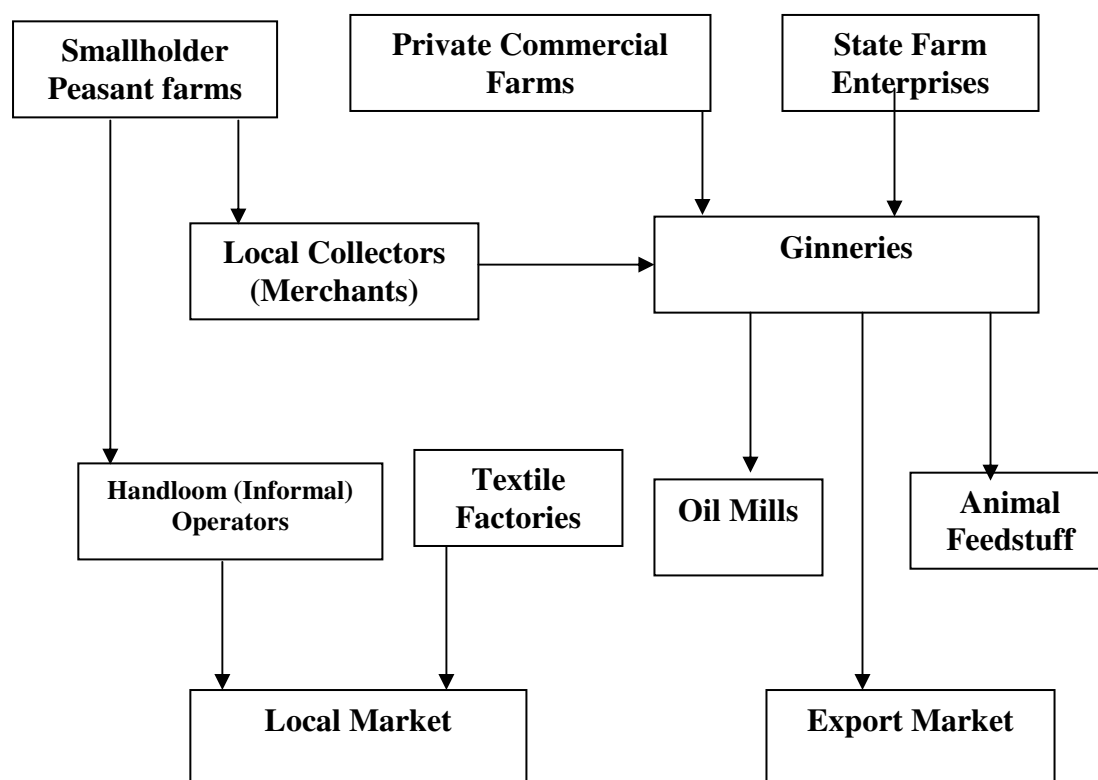 Smallholder
Peasant farms
Private Commercial
Farms
State Farm
Enterprises
Local Collectors
(Merchants)
Ginneries
Handloom (Informal)
Operators
Textile
Factories
Oil Mills
Animal
Feedstuff
Local Market
Export Market